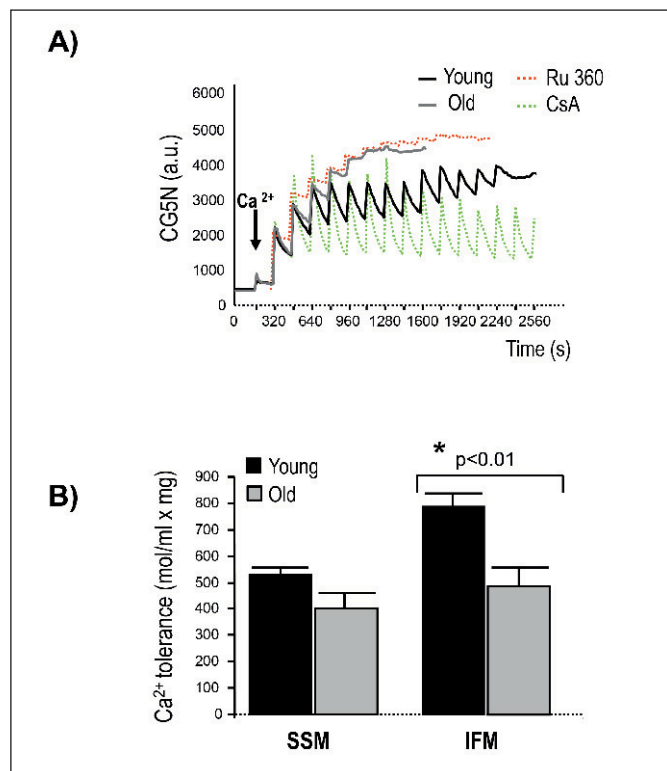 A)
Young Ru 360
Old CsA
6000
5000
4000
3000
2000
1000
0
CG5N (a.u.)
Ca 2+
0 320 640 960 1280 1600 1920 2240 2560
Time (s)
B)
Young
Old
* p<0.01
900
800
700
600
500
400
300
200
100
0
Ca2+ tolerance (mol/ml x mg)
SSM IFM